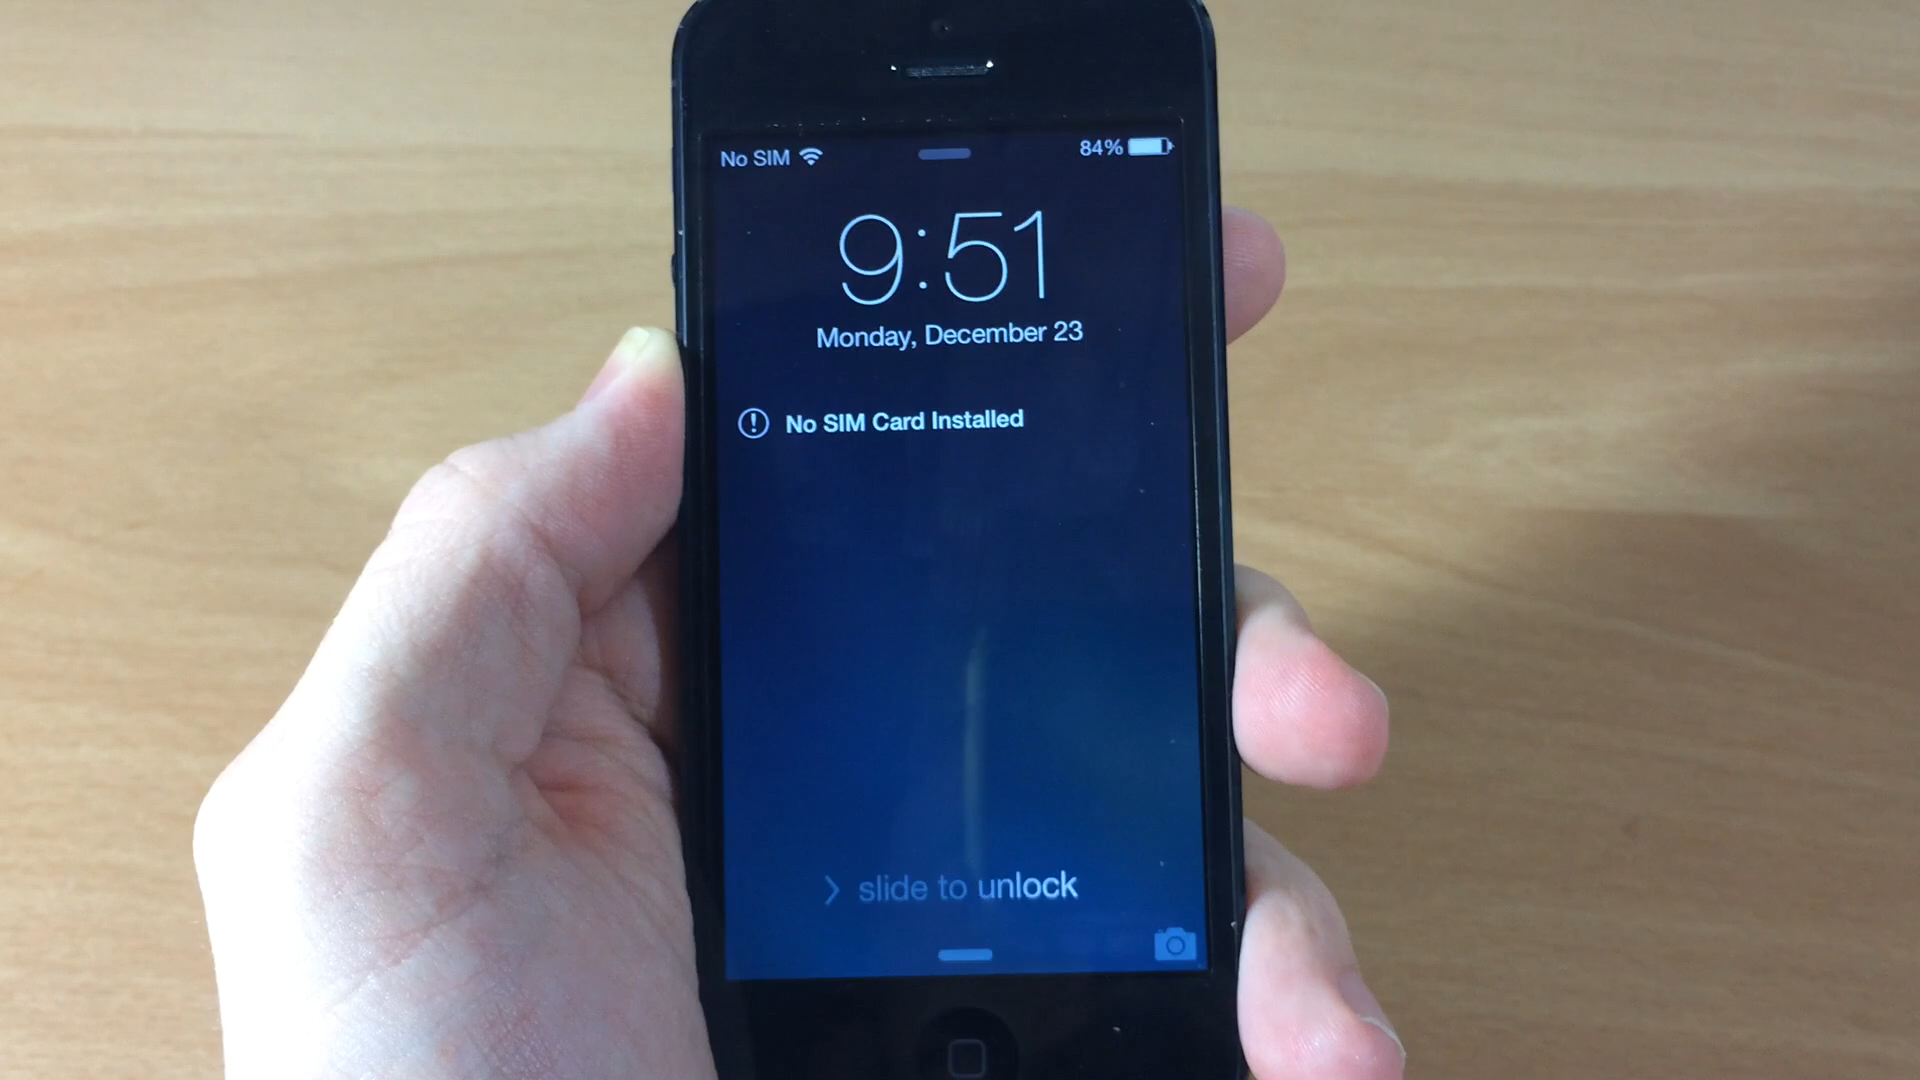 No SIM 84%
9:51
Monday, December 23
No SIM Card Installed
slide to unlock